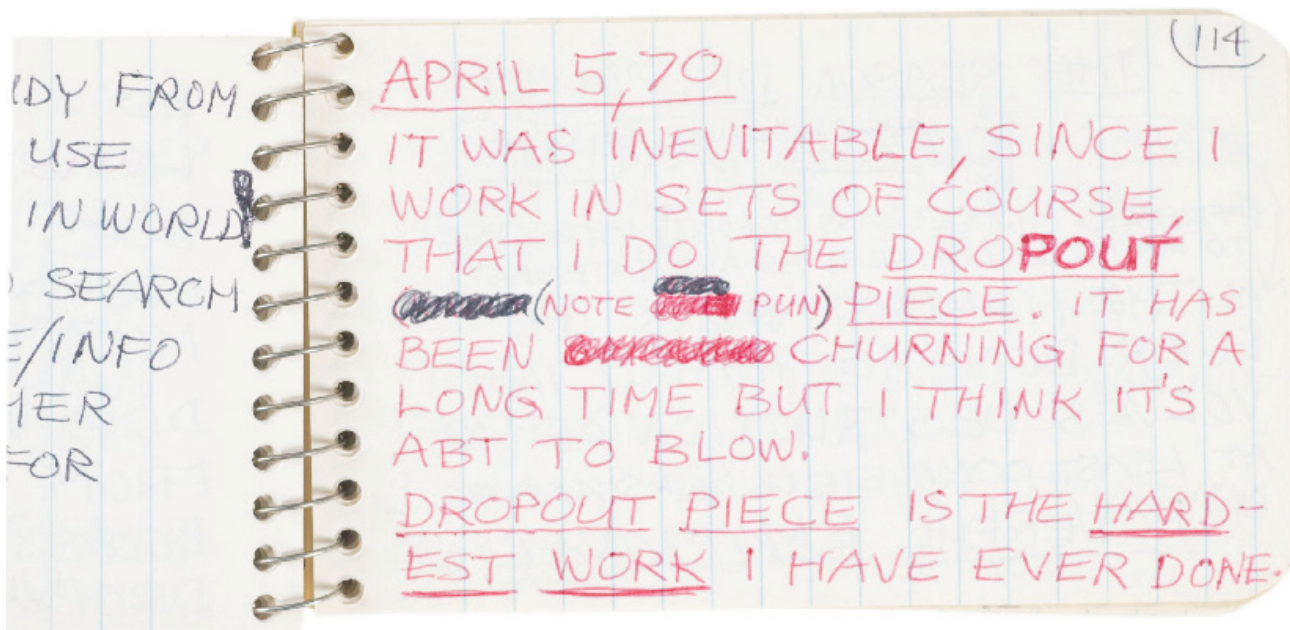 IDY FROM
USE
IN WORLD
SEARCH
E/INFO
FOR
114
APRIL 5, 70
IT WAS INEVITABLE, SINCE I
WORK IN SETS OF COURSE,
THAT I DO THE DROPOUT
(NOTE PUN) PIECE. IT HAS
BEEN CHURNING FOR A
LONG TIME BUT I THINK IT'S
ABT TO BLOW.
DROPOUT PIECE IS THE HARD-
EST WORK I HAVE EVER DONE.